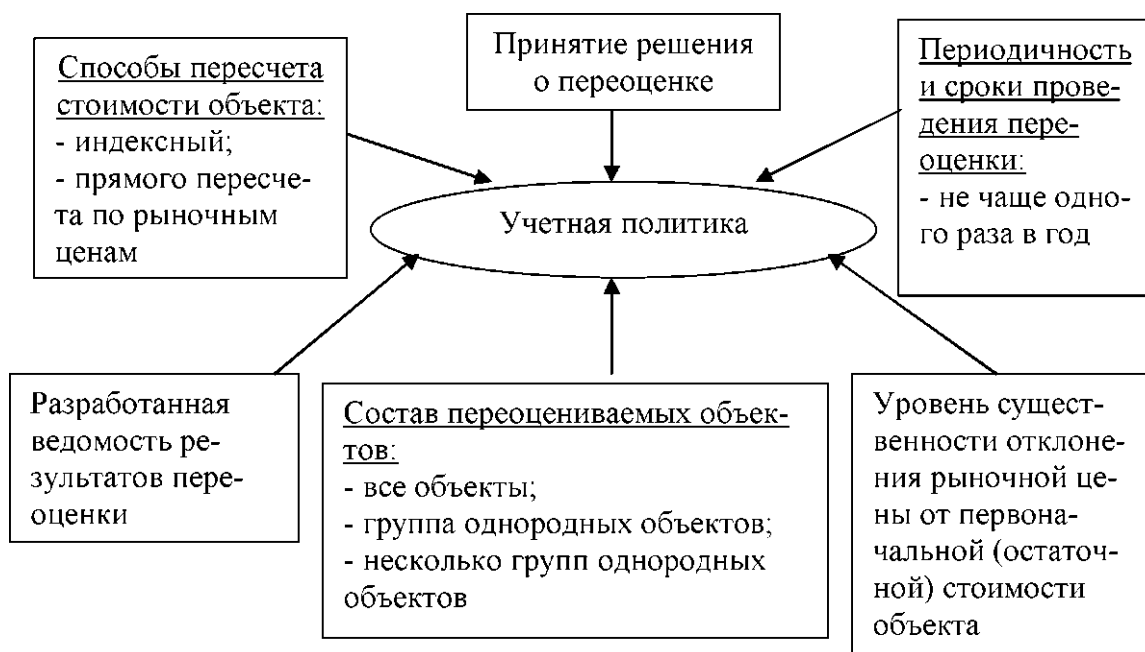 Способы пересчета
стоимости объекта:
- индексный;
- прямого пересче-
та по рыночным
ценам
Принятие решения
о переоценке
Периодичность
и сроки прове-
дения пере-
оценки:
- не чаще одно-
го раза в год
Учетная политика
Разработанная
ведомость ре-
зультатов пере-
оценки
Состав переоцениваемых объек-
тов:
- все объекты;
- группа однородных объектов;
- несколько групп однородных
объектов
Уровень сущест-
венности отклоне-
ния рыночной це-
ны от первона-
чальной (остаточ-
ной) стоимости
объекта